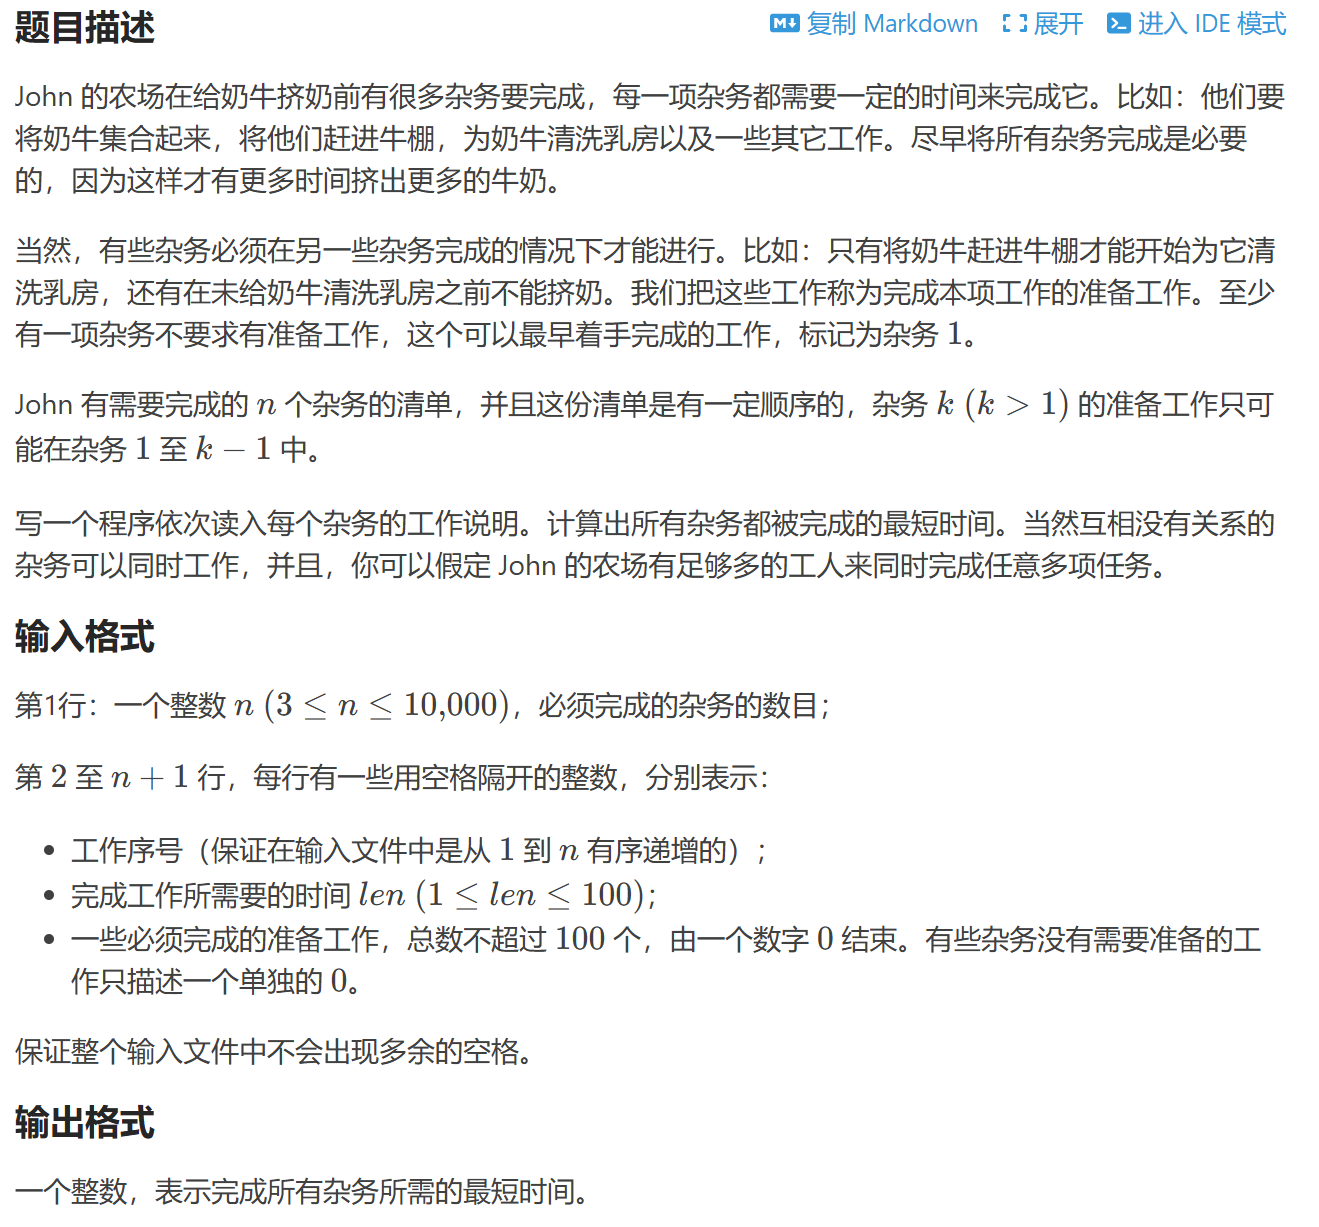 题目描述
复制 Markdown 展开 进入 IDE 模式
John 的农场在给奶牛挤奶前有很多杂务要完成，每一项杂务都需要一定的时间来完成它。比如：他们要
将奶牛集合起来，将他们赶进牛棚，为奶牛清洗乳房以及一些其它工作。尽早将所有杂务完成是必要
的，因为这样才有更多时间挤出更多的牛奶。
当然，有些杂务必须在另一些杂务完成的情况下才能进行。比如：只有将奶牛赶进牛棚才能开始为它清
洗乳房，还有在未给奶牛清洗乳房之前不能挤奶。我们把这些工作称为完成本项工作的准备工作。至少
有一项杂务不要求有准备工作，这个可以最早着手完成的工作，标记为杂务 1。
John 有需要完成的 n 个杂务的清单，并且这份清单是有一定顺序的，杂务 k (k > 1) 的准备工作只可
能在杂务 1 至 k − 1 中。
写一个程序依次读入每个杂务的工作说明。计算出所有杂务都被完成的最短时间。当然互相没有关系的
杂务可以同时工作，并且，你可以假定 John 的农场有足够多的工人来同时完成任意多项任务。
输入格式
第1行：一个整数 n (3 ≤ n ≤ 10,000)，必须完成的杂务的数目；
第 2 至 n + 1 行，每行有一些用空格隔开的整数，分别表示：
• 工作序号（保证在输入文件中是从 1 到 n 有序递增的）；
• 完成工作所需要的时间 len (1 ≤ len ≤ 100)；
• 一些必须完成的准备工作，总数不超过 100 个，由一个数字 0 结束。有些杂务没有需要准备的工
作只描述一个单独的 0。
保证整个输入文件中不会出现多余的空格。
输出格式
一个整数，表示完成所有杂务所需的最短时间。